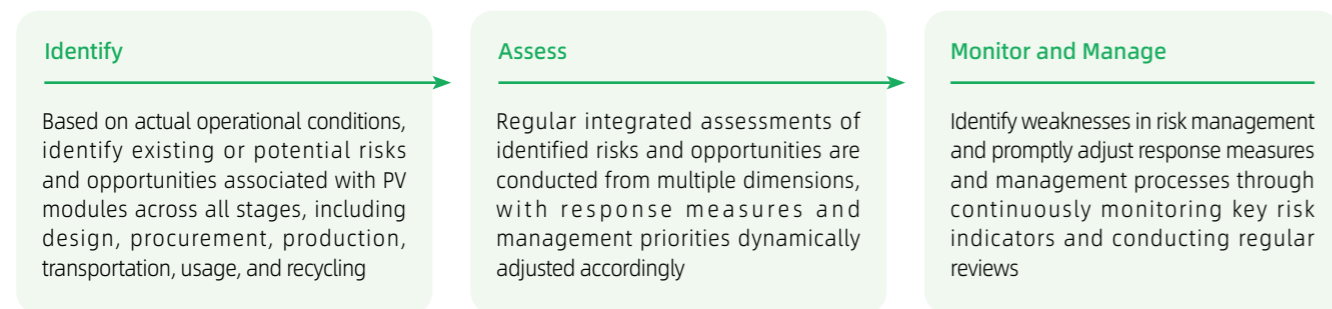 Identify
Based on actual operational conditions,
identify existing or potential risks
and opportunities associated with PV
modules across all stages, including
design, procurement, production,
transportation, usage, and recycling
Assess
Regular integrated assessments of
identified risks and opportunities are
conducted from multiple dimensions,
with response measures and
management priorities dynamically
adjusted accordingly
Monitor and Manage
Identify weaknesses in risk management
and promptly adjust response measures
and management processes through
continuously monitoring key risk
indicators and conducting regular
reviews